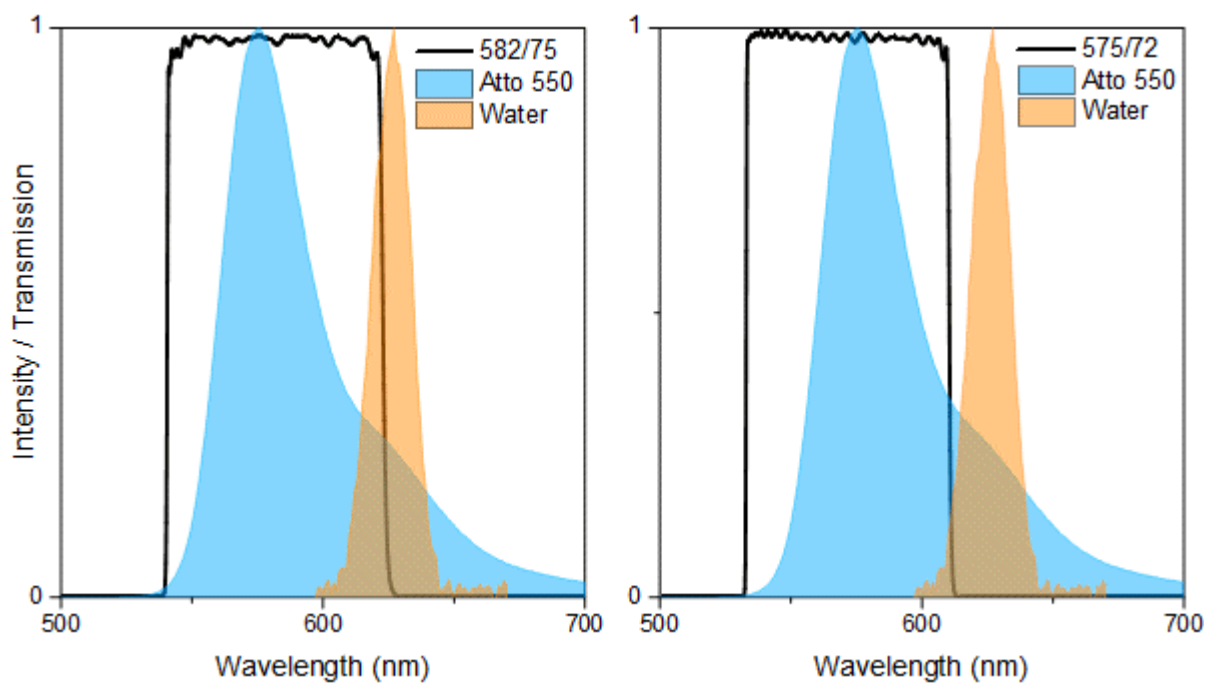 1
582/75
Atto 550
Water
Intensity / Transmission
0
500
600
700
Wavelength (nm)
1
575/72
Atto 550
Water
0
500
600
700
Wavelength (nm)